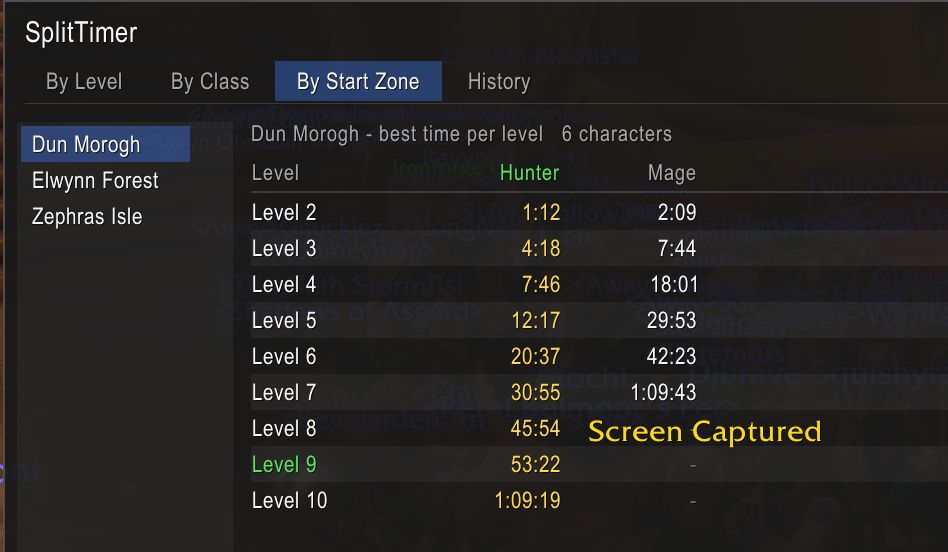 SplitTimer
By Level By Class By Start Zone History
Dun Morogh
Elwynn Forest
Zephras Isle
Dun Morogh - best time per level 6 characters
Level Hunter Mage
Level 2 1:12 2:09
Level 3 4:18 7:44
Level 4 7:46 18:01
Level 5 12:17 29:53
Level 6 20:37 42:23
Level 7 30:55 1:09:43
Level 8 45:54
Screen Captured
Level 9 53:22 -
Level 10 1:09:19 -
Zaxxion Bloodstar